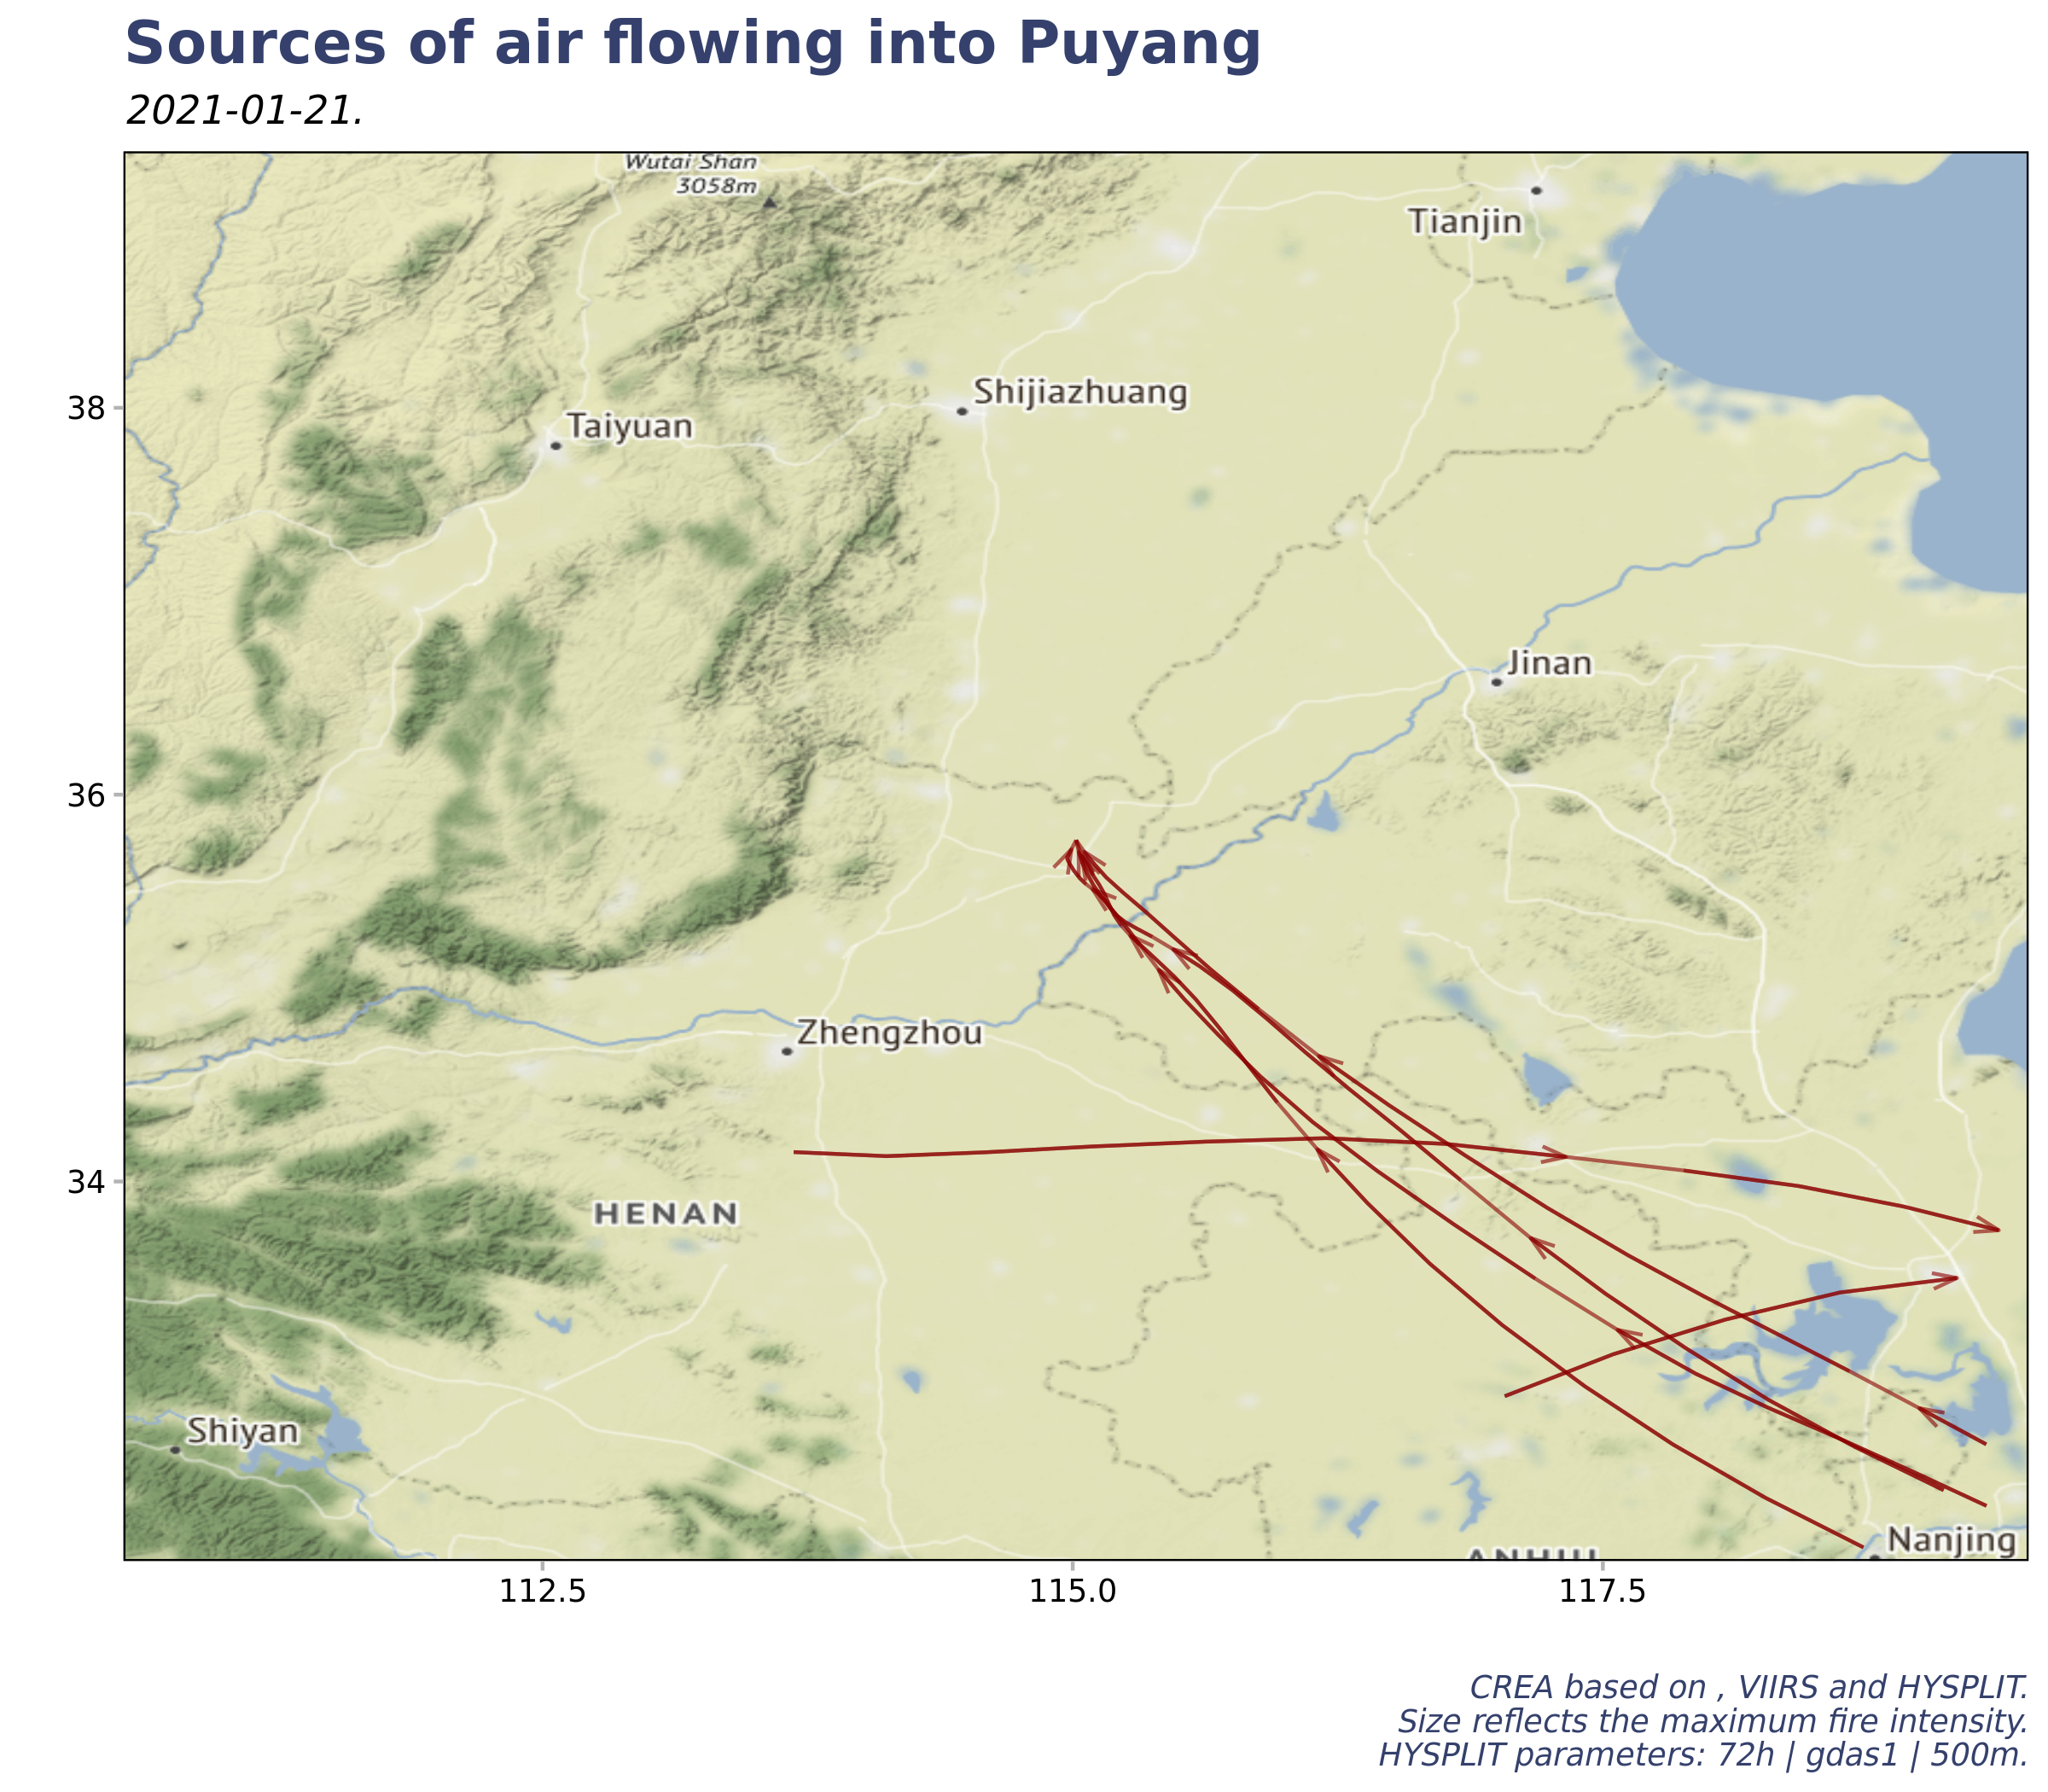 Sources of air flowing into Puyang
2021-01-21.
Wutai Shan
3058m
Tianjin
38
Shijiazhuang
Taiyuan
Jinan
36
Zhengzhou
34
HENAN
Shiyan
Nanjing
ANHUI
112.5
115.0
117.5
CREA based on , VIIRS and HYSPLIT.
Size reflects the maximum fire intensity.
HYSPLIT parameters: 72h | gdas1 | 500m.